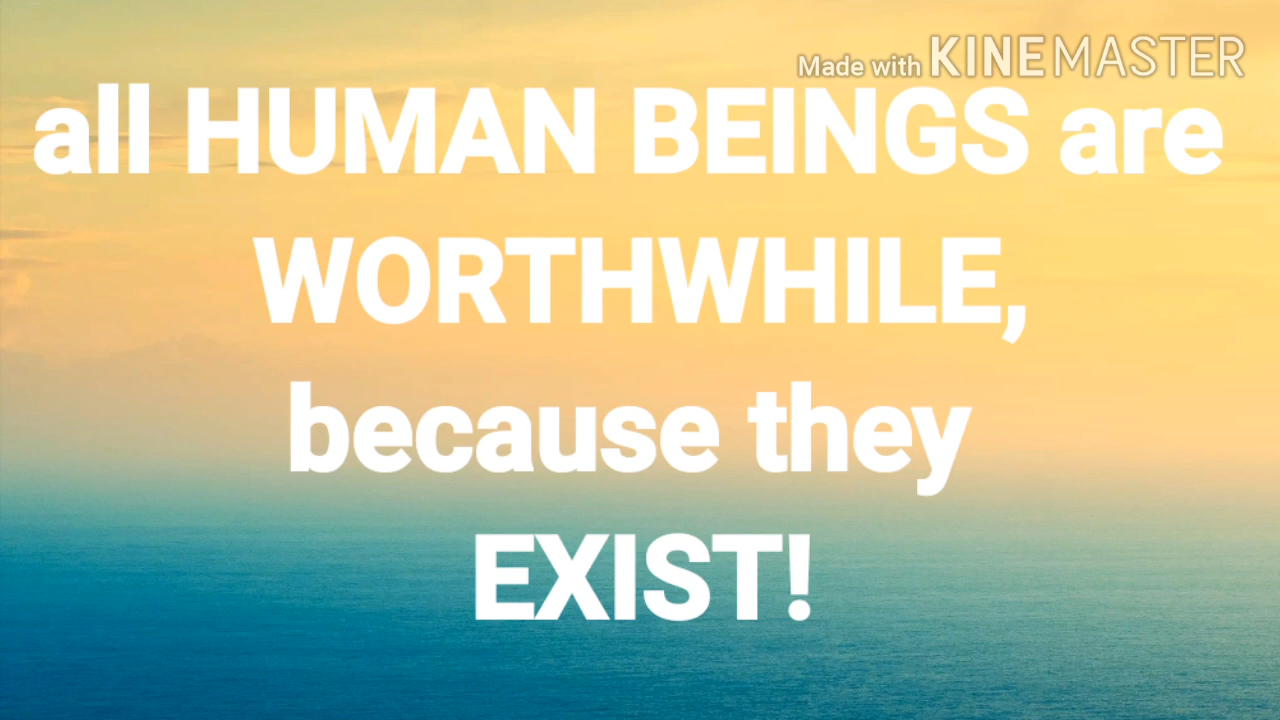 Made with KINEMASTER
all HUMAN BEINGS are
WORTHWHILE,
because they
EXIST!